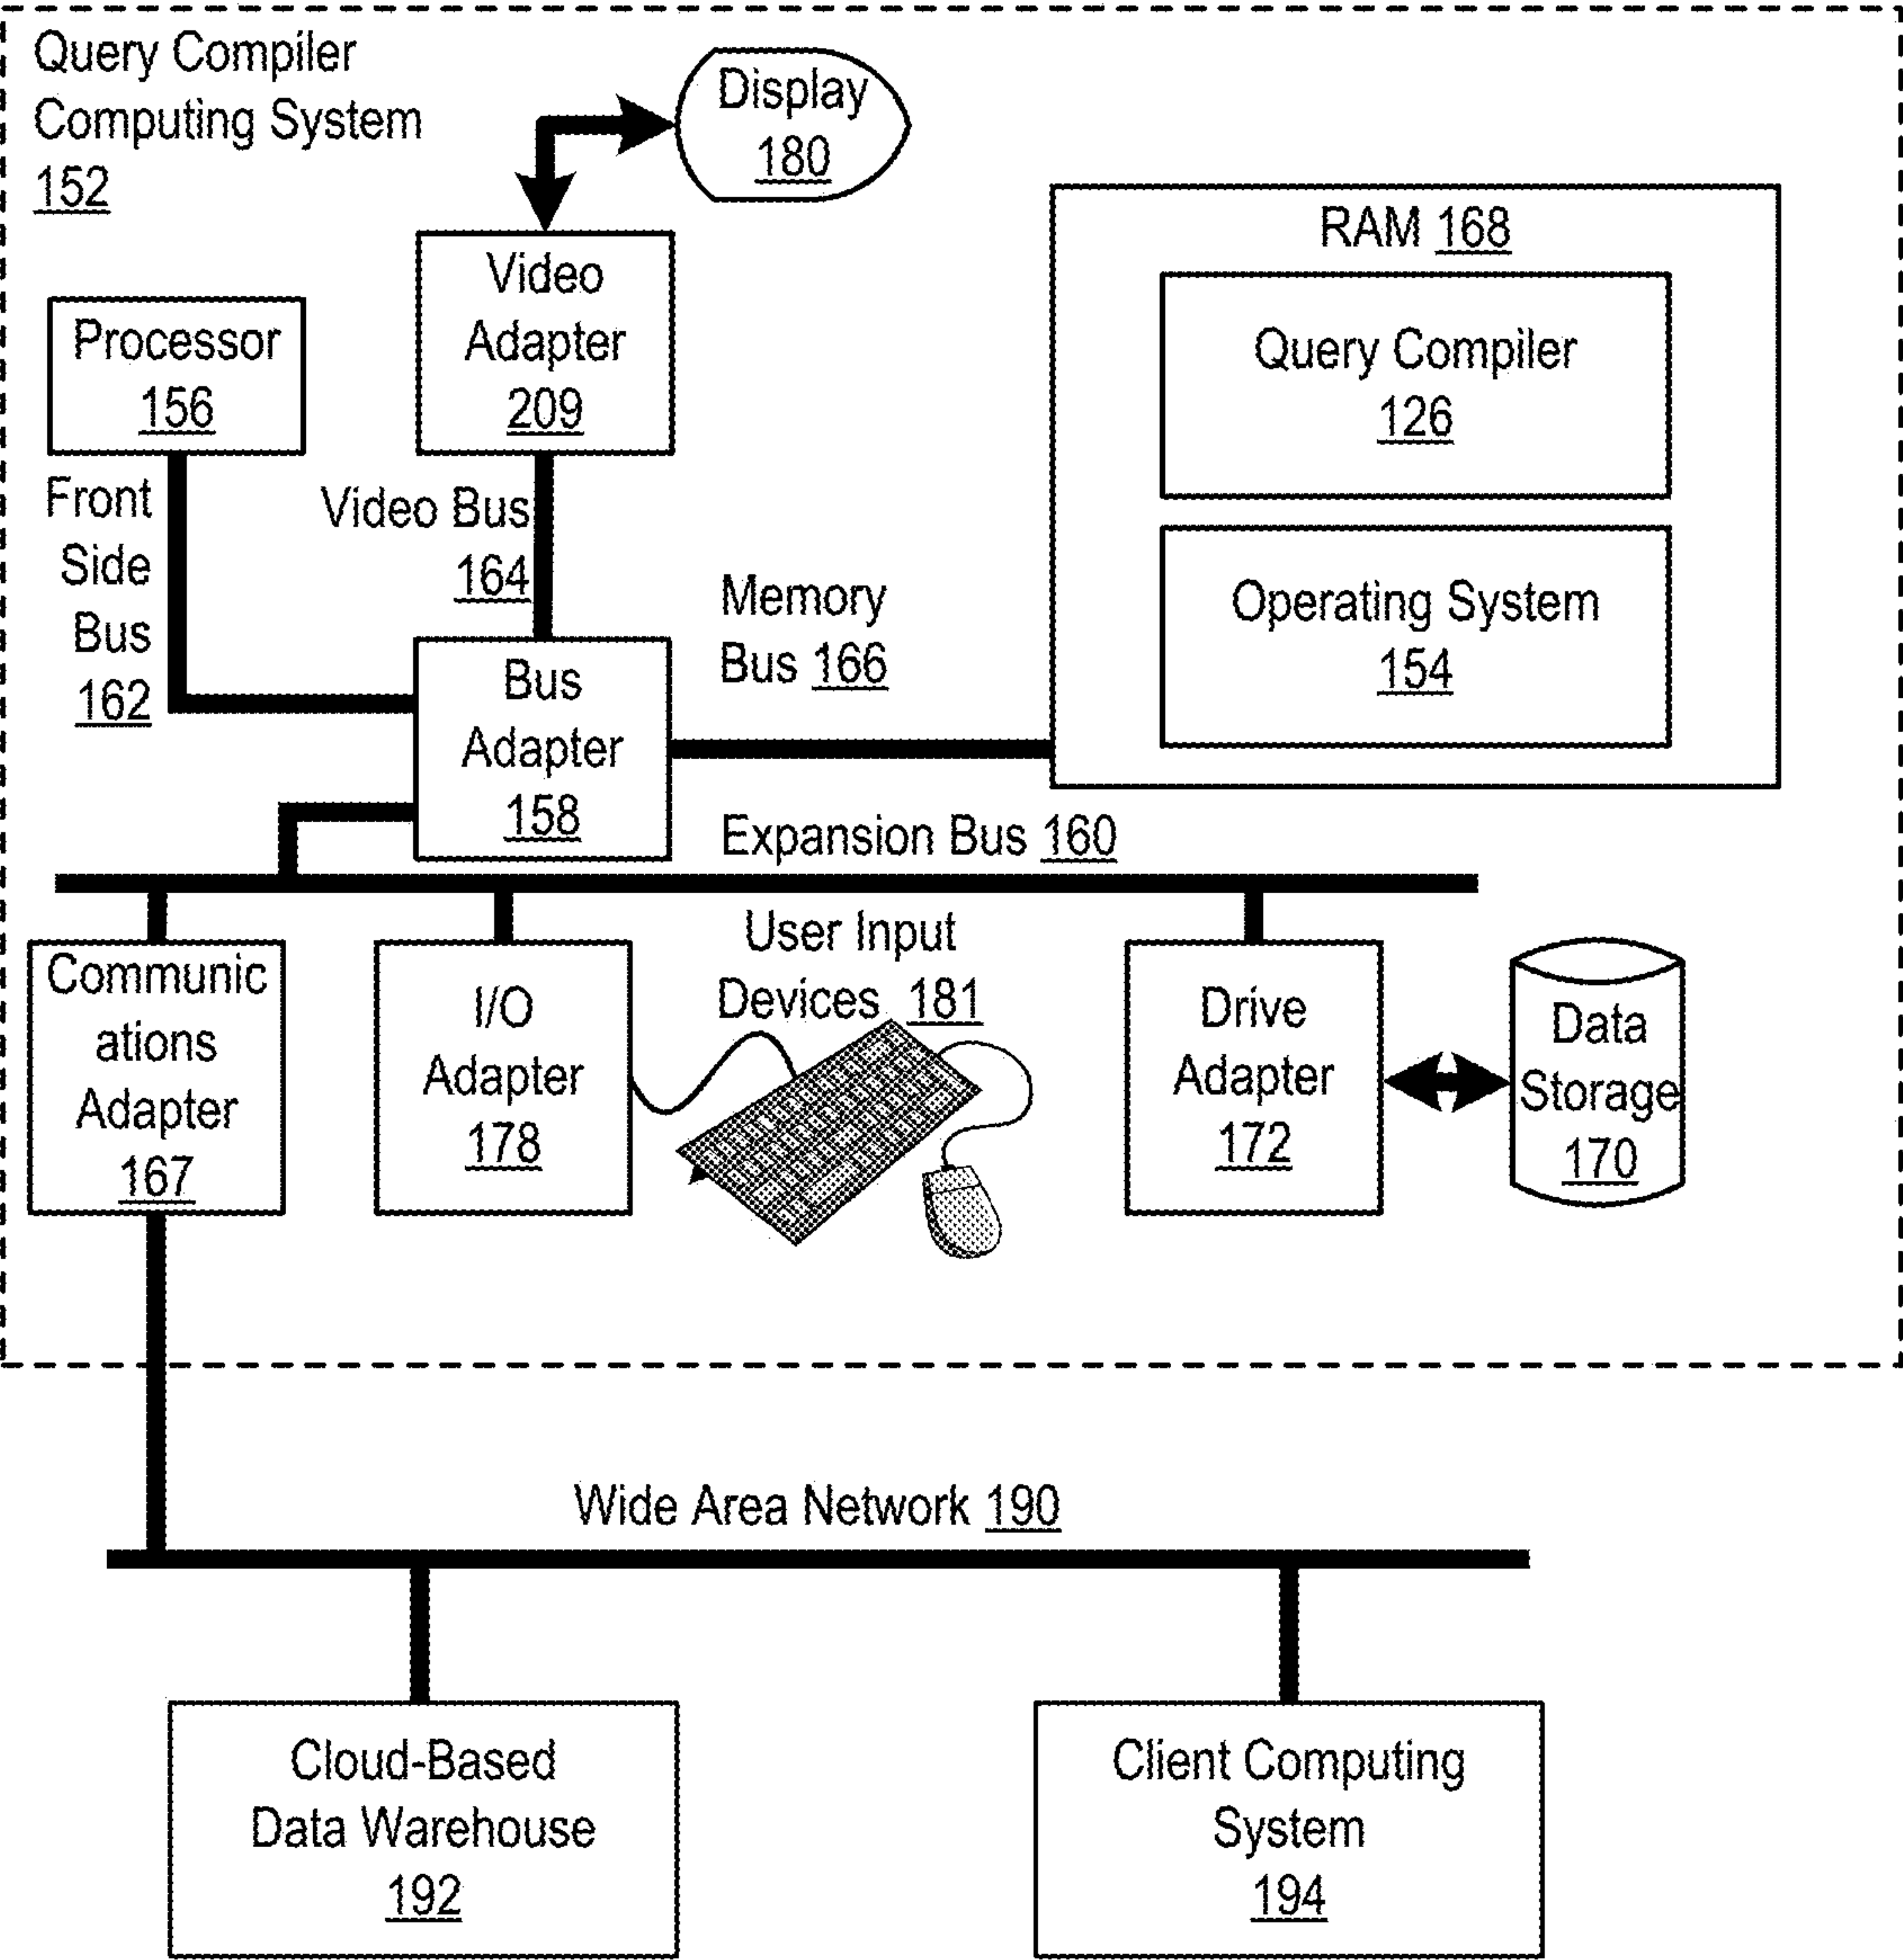 Query Compiler
Computing System
152
Display
180
Video
Adapter
209
Processor
156
RAM 168
Query Compiler
126
Operating System
154
Front
Side
Bus
162
Video Bus
164
Memory
Bus 166
Bus
Adapter
158
Expansion Bus 160
Communic
ations
Adapter
167
I/O
Adapter
178
User Input
Devices 181
Drive
Adapter
172
Data
Storage
170
Wide Area Network 190
Cloud-Based
Data Warehouse
192
Client Computing
System
194